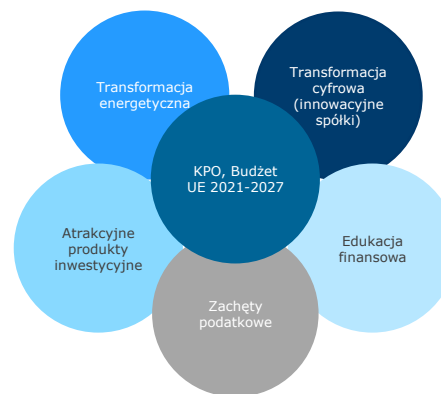 Transformacja
energetyczna
Transformacja
cyfrowa
(innowacyjne
spółki)
KPO, Budżet
UE 2021-2027
Atrakcyjne
produkty
inwestycyjne
Edukacja
finansowa
Zachęty
podatkowe